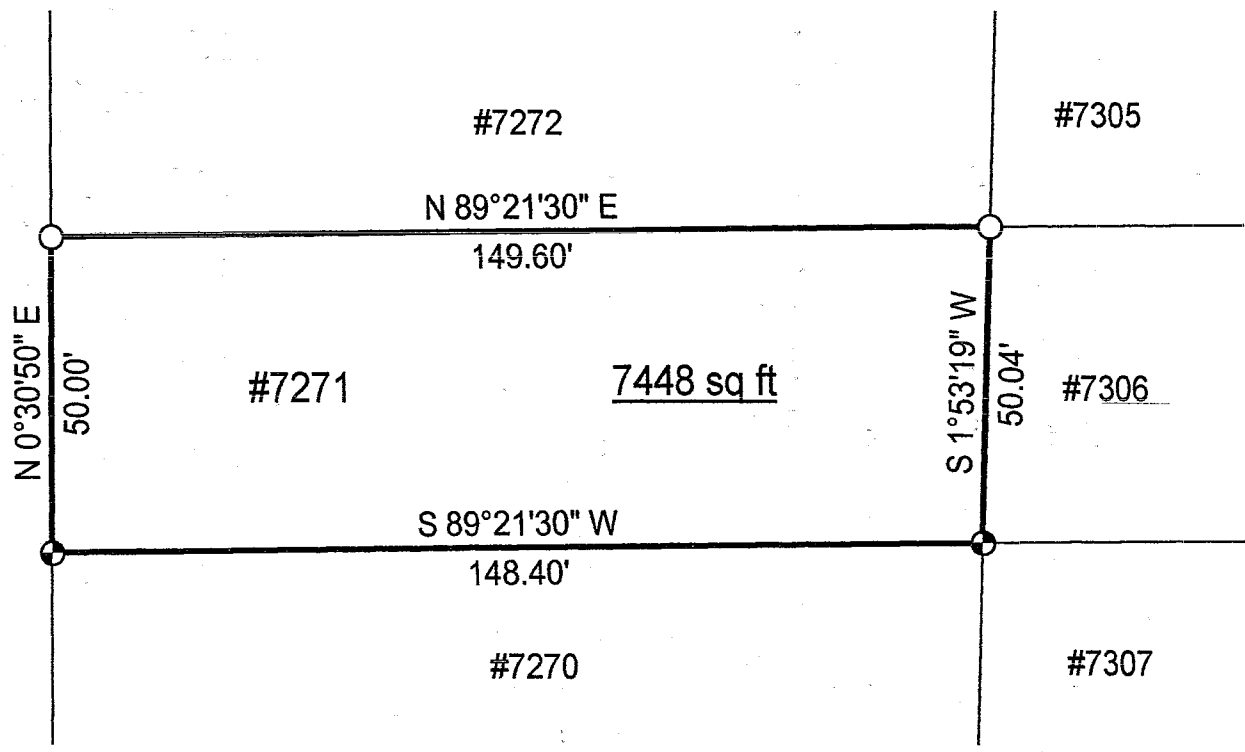 #7272
#7305
N 89°21'30" E
149.60'
N 0°30'50" E
50.00'
#7271
7448 sq ft
S 1°53'19" W
50.04'
#7306
S 89°21'30" W
148.40'
#7270
#7307